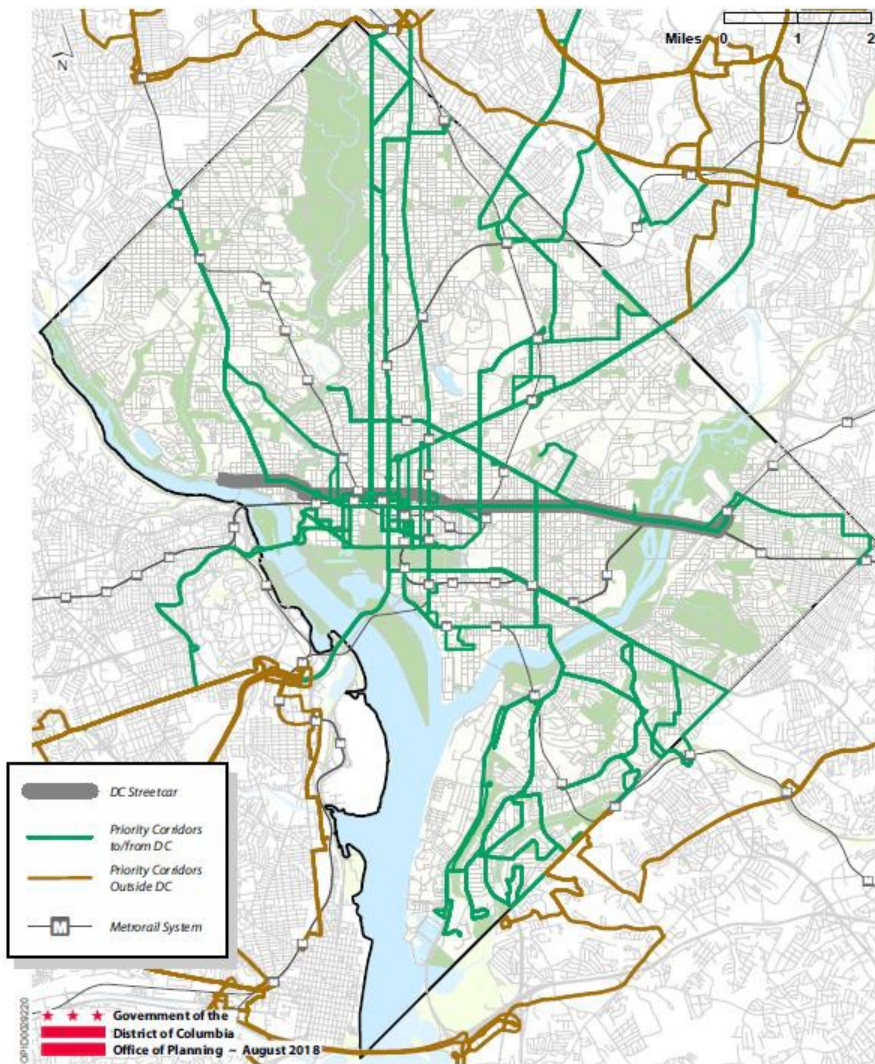 Miles 0 1 2
N
DC Streetcar
Priority Corridors
to/from DC
Priority Corridors
Outside DC
M Metrorail System
OPID0029220
Government of the
District of Columbia
Office of Planning ~ August 2018